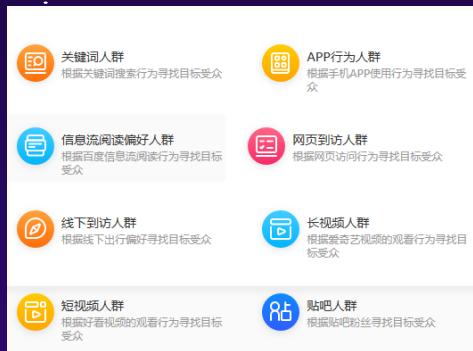 关键词人群
根据关键词搜索行为寻找目标受众
APP行为人群
根据手机APP使用行为寻找目标受
众
信息流阅读偏好人群
根据百度信息流阅读行为寻找目标
受众
网页到访人群
根据网页访问行为寻找目标受众
线下到访人群
根据线下出行偏好寻找目标受众
长视频人群
根据爱奇艺视频的观看行为寻找目
标受众
短视频人群
根据好看视频的观看行为寻找目标
受众
贴吧人群
根据贴吧粉丝寻找目标受众